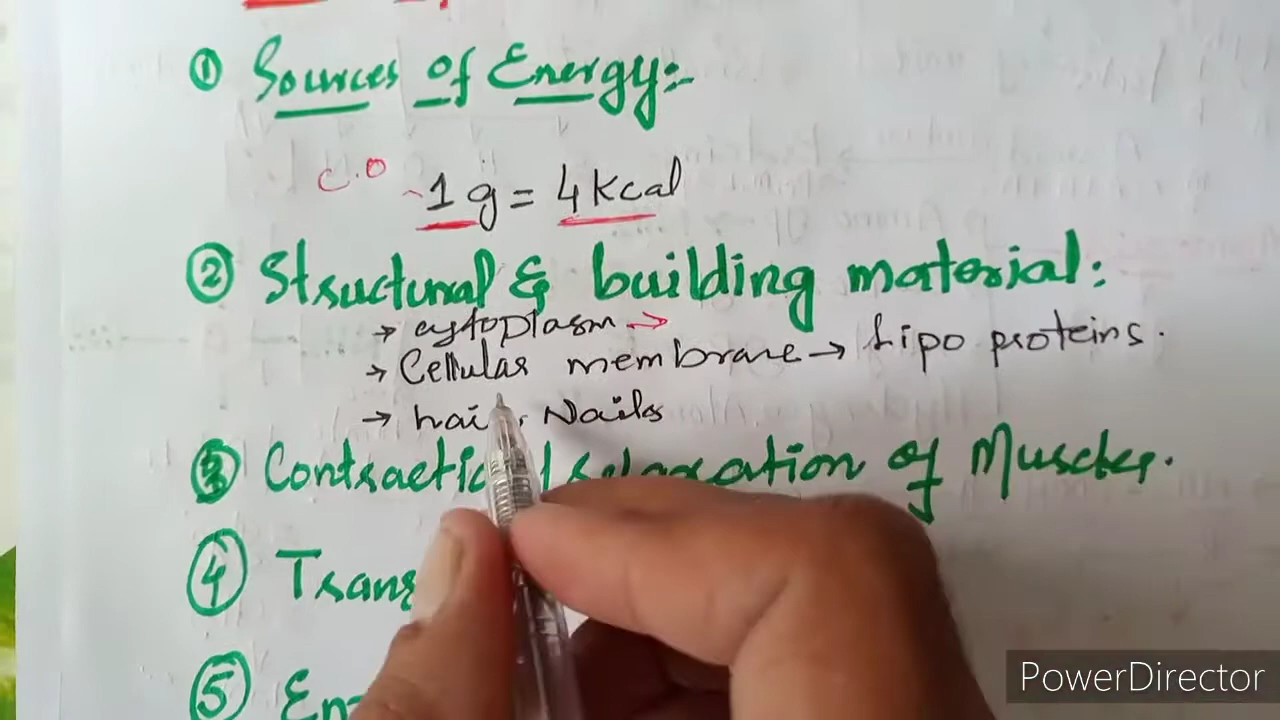 ① Sources of Energy:-
C.O 1g = 4Kcal
② Structural & building material:
→ cytoplasm →
→ Cellular membrane → Lipo proteins.
→ Nails
③ of Muscles.
④
⑤
PowerDirector